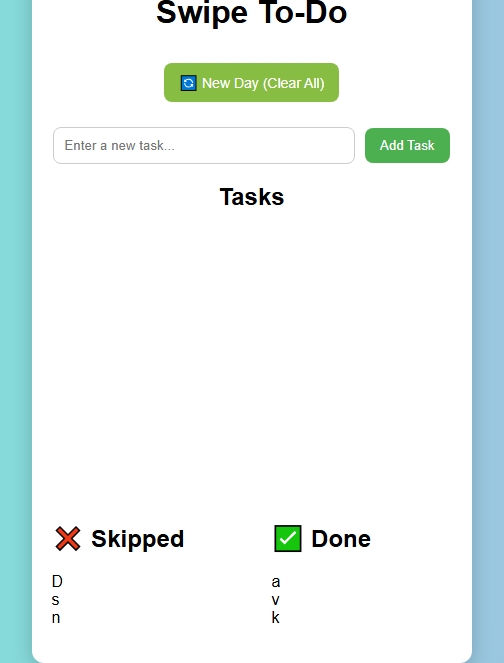 Swipe To-Do
🔄 New Day (Clear All)
Enter a new task...
Add Task
Tasks
❌ Skipped
D
s
n
✅ Done
a
v
k